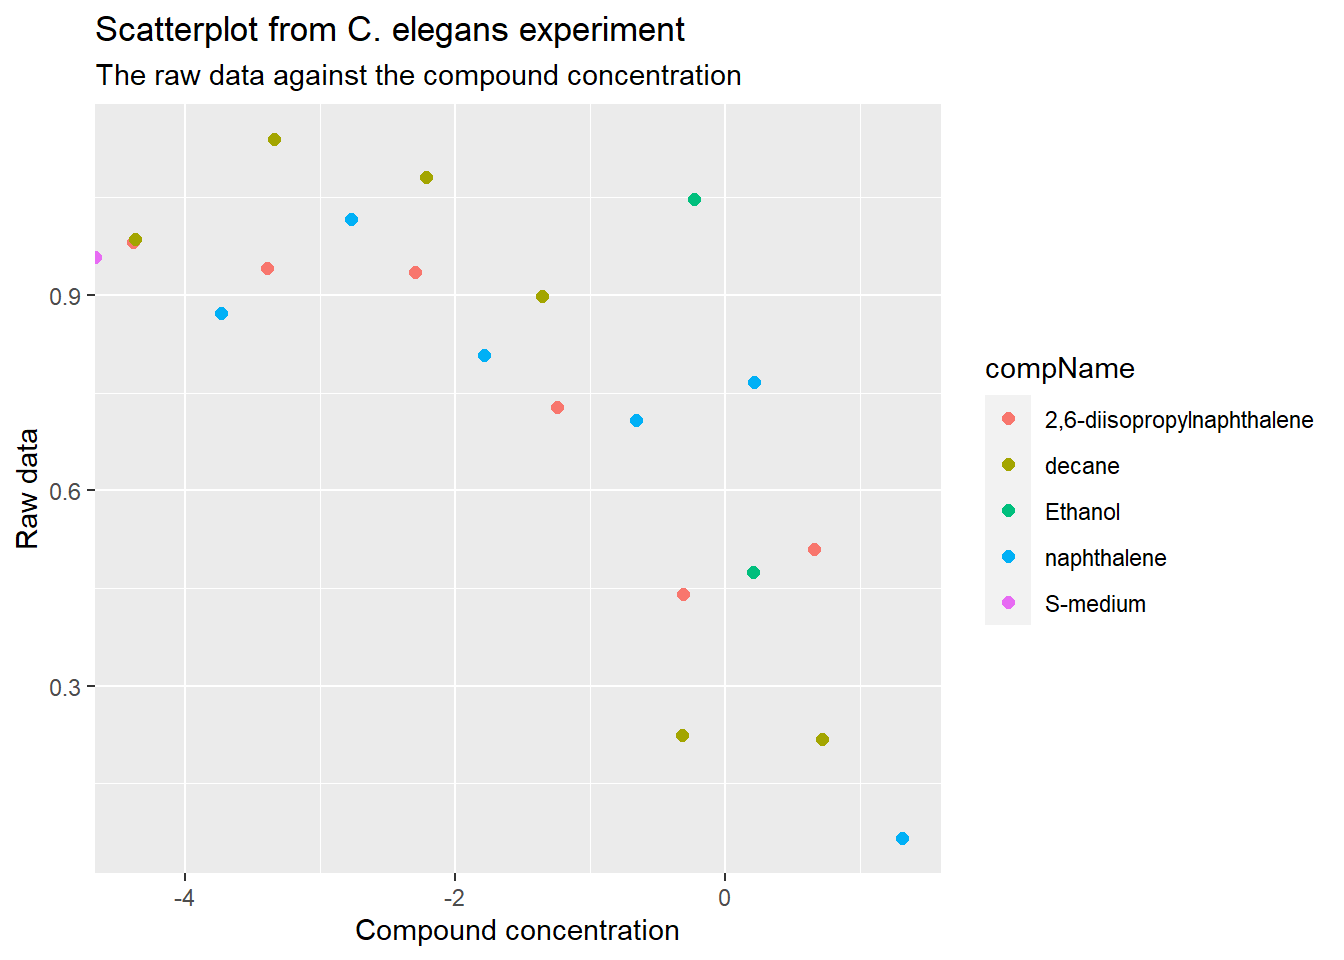 Scatterplot from C. elegans experiment
The raw data against the compound concentration
Raw data
0.9
0.6
0.3
-4
-2
0
Compound concentration
compName
2,6-diisopropylnaphthalene
decane
Ethanol
naphthalene
S-medium